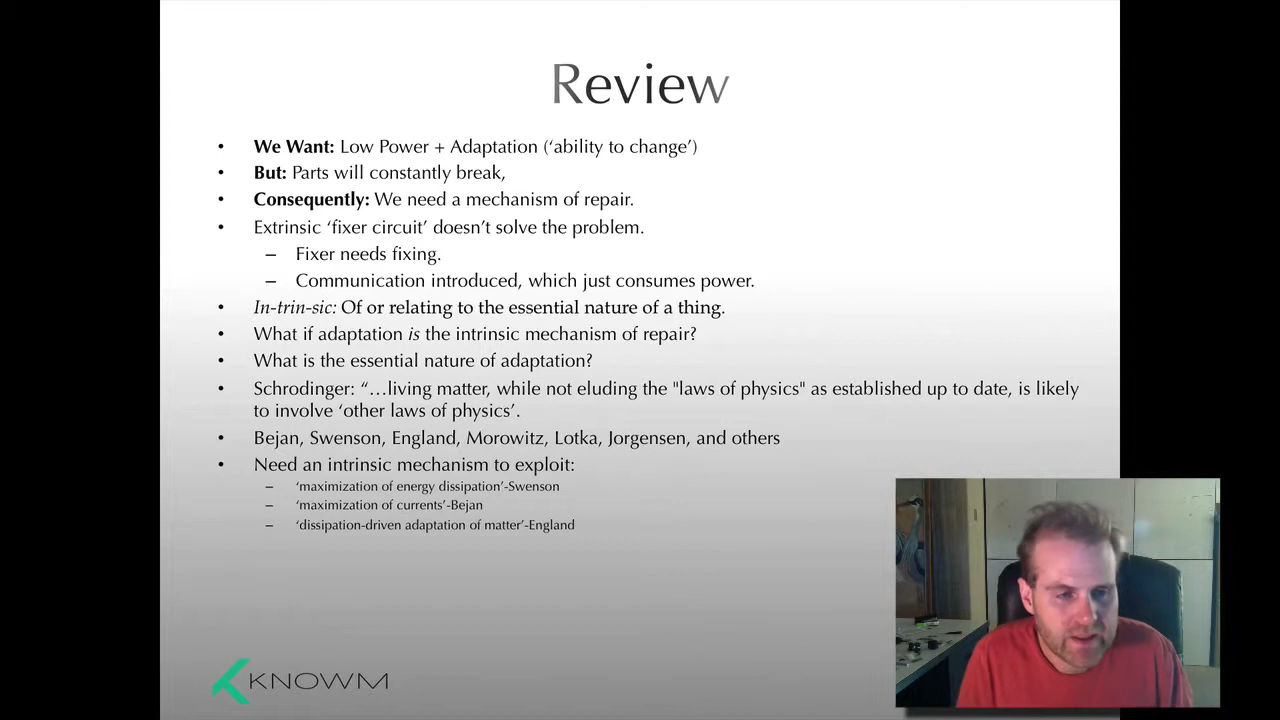 Review
• We Want: Low Power + Adaptation (‘ability to change’)
• But: Parts will constantly break,
• Consequently: We need a mechanism of repair.
• Extrinsic ‘fixer circuit’ doesn’t solve the problem.
– Fixer needs fixing.
– Communication introduced, which just consumes power.
• In-trin-sic: Of or relating to the essential nature of a thing.
• What if adaptation is the intrinsic mechanism of repair?
• What is the essential nature of adaptation?
• Schrodinger: “…living matter, while not eluding the "laws of physics" as established up to date, is likely
to involve ‘other laws of physics’.
• Bejan, Swenson, England, Morowitz, Lotka, Jorgensen, and others
• Need an intrinsic mechanism to exploit:
– ‘maximization of energy dissipation’-Swenson
– ‘maximization of currents’-Bejan
– ‘dissipation-driven adaptation of matter’-England
KNOWM